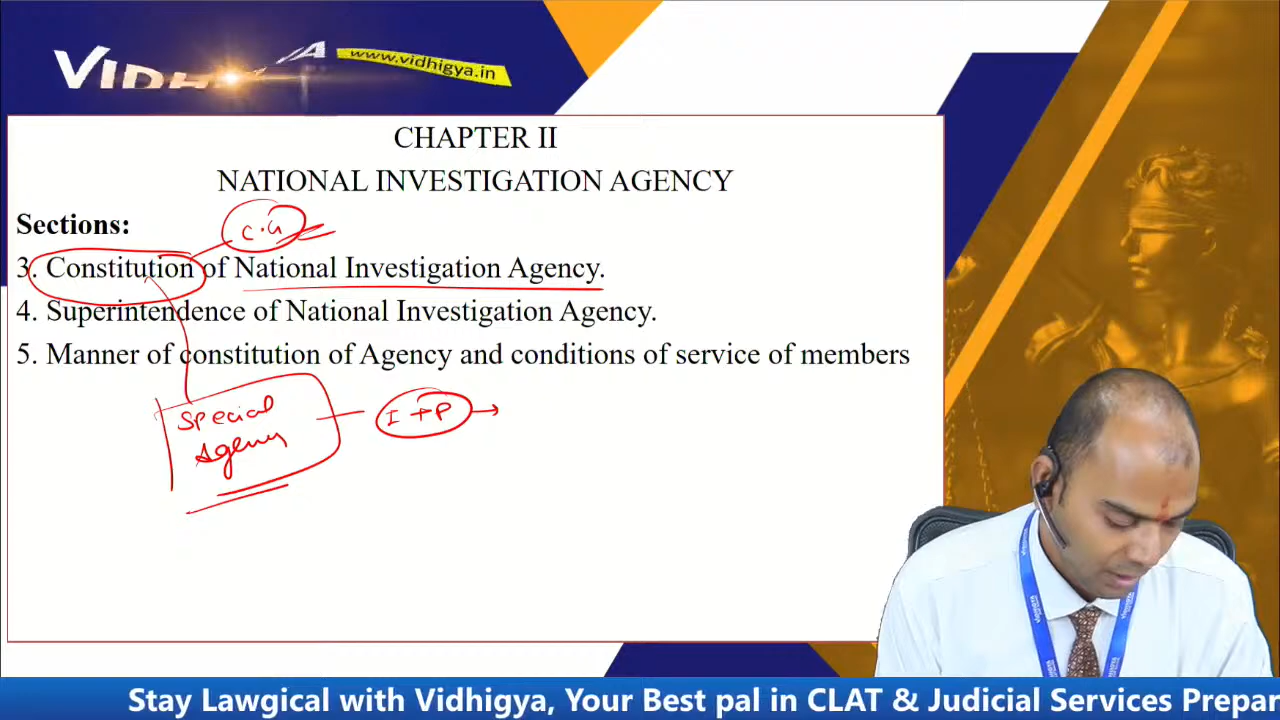 VIDHIGYA
www.vidhigya.in
CHAPTER II
NATIONAL INVESTIGATION AGENCY
Sections:
C.G
3. Constitution of National Investigation Agency.
4. Superintendence of National Investigation Agency.
5. Manner of constitution of Agency and conditions of service of members
Special
Agency
I + P
Stay Lawgical with Vidhigya, Your Best pal in CLAT & Judicial Services Prepar